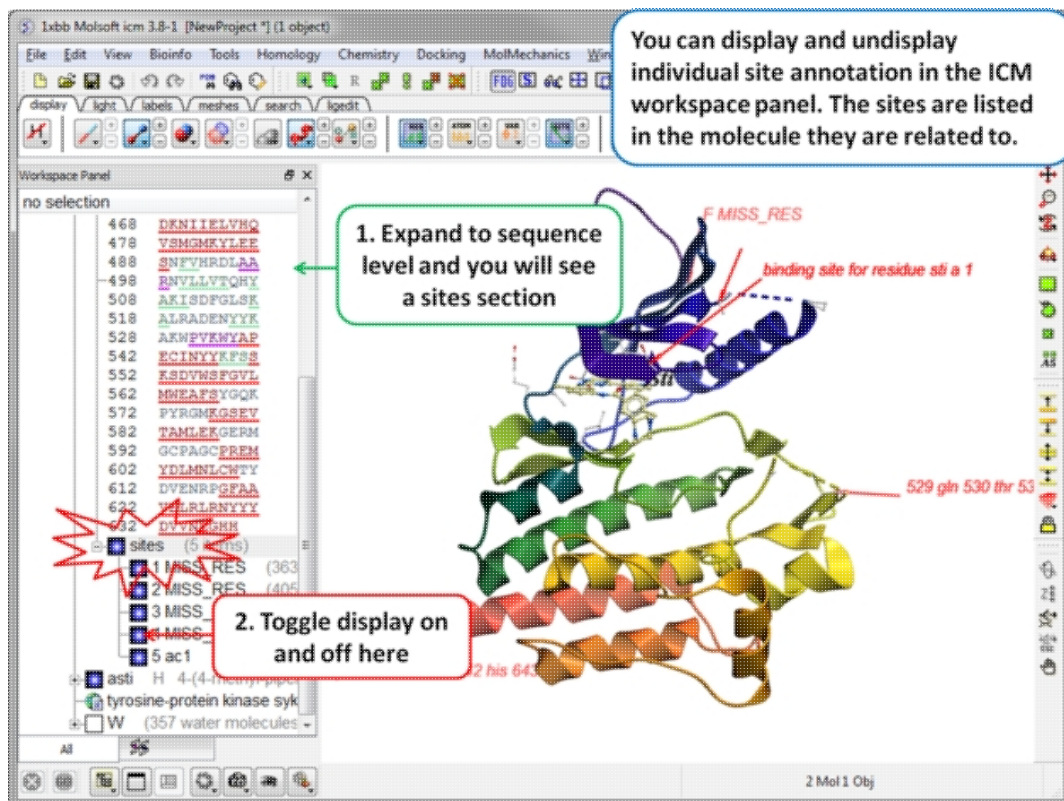 1xbb Molsoft icm 3.8-1 [NewProject *] (1 object)
File Edit View Bioinfo Tools Homology Chemistry Docking MolMechanics
You can display and undisplay
individual site annotation in the ICM
workspace panel. The sites are listed
in the molecule they are related to.
display light labels meshes search ligedit
Workspace Panel
no selection
468 DKNIIELVHQ
478 VSMGMKYLEE
488 SNFVHRDLAA
498 RNVLLVTQHY
508 AKISDFGLSK
518 ALRADENYYK
528 AKWPVKWYAP
542 ECINYYKFSS
552 KSDVWSFGVL
562 MWEAFSYGQK
572 PYRGMKGSEV
582 TAMLEKGERM
592 GCPAGCPREM
602 YDLMNLCWTY
612 DVENRPGFAA
1. Expand to sequence
level and you will see
a sites section
F MISS_RES
binding site for residue sti a 1
sti
529 gln 530 thr 53
sites
1 MISS_RES (363
2 MISS_RES (405
3 MISS_
5 ac1
2. Toggle display on
and off here
2 his 64
asti H
tyrosine-protein kinase syk
W (357 water molecules
All
2 Mol 1 Obj